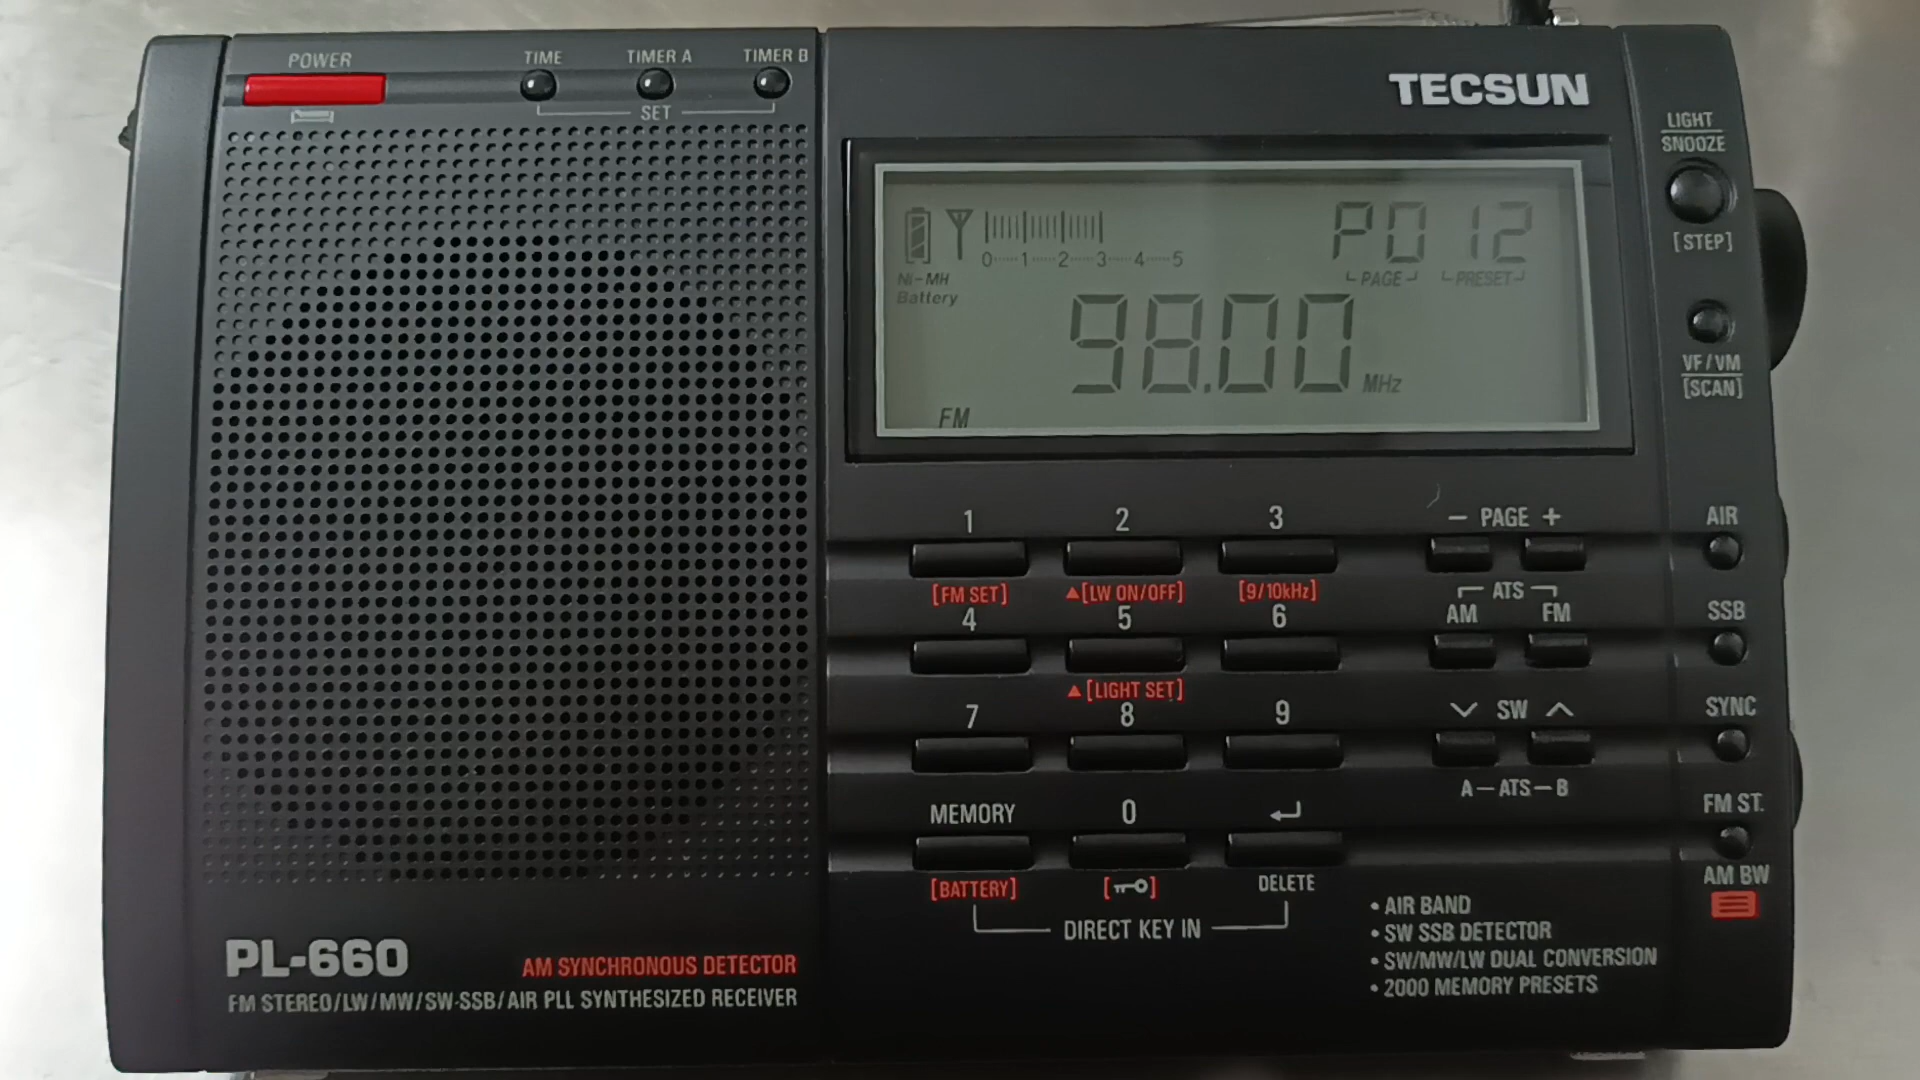 POWER
TIME
TIMER A
TIMER B
SET
TECSUN
LIGHT
SNOOZE
[STEP]
VF/VM
[SCAN]
0 1 2 3 4 5
P0 12
PAGE PRESET
Ni-MH
Battery
98.00 MHz
FM
1 2 3
- PAGE +
AIR
[FM SET] ▲[LW ON/OFF] [9/10kHz]
ATS
4 5 6
AM FM
SSB
▲[LIGHT SET]
7 8 9
SW
SYNC
A-ATS-B
MEMORY 0
FM ST.
[BATTERY] DELETE
AM BW
DIRECT KEY IN
• AIR BAND
• SW SSB DETECTOR
• SW/MW/LW DUAL CONVERSION
• 2000 MEMORY PRESETS
PL-660
AM SYNCHRONOUS DETECTOR
FM STEREO/LW/MW/SW-SSB/AIR PLL SYNTHESIZED RECEIVER